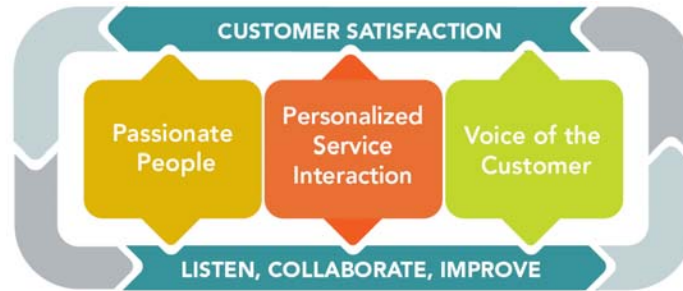 CUSTOMER SATISFACTION
Passionate
People
Personalized
Service
Interaction
Voice of the
Customer
LISTEN, COLLABORATE, IMPROVE